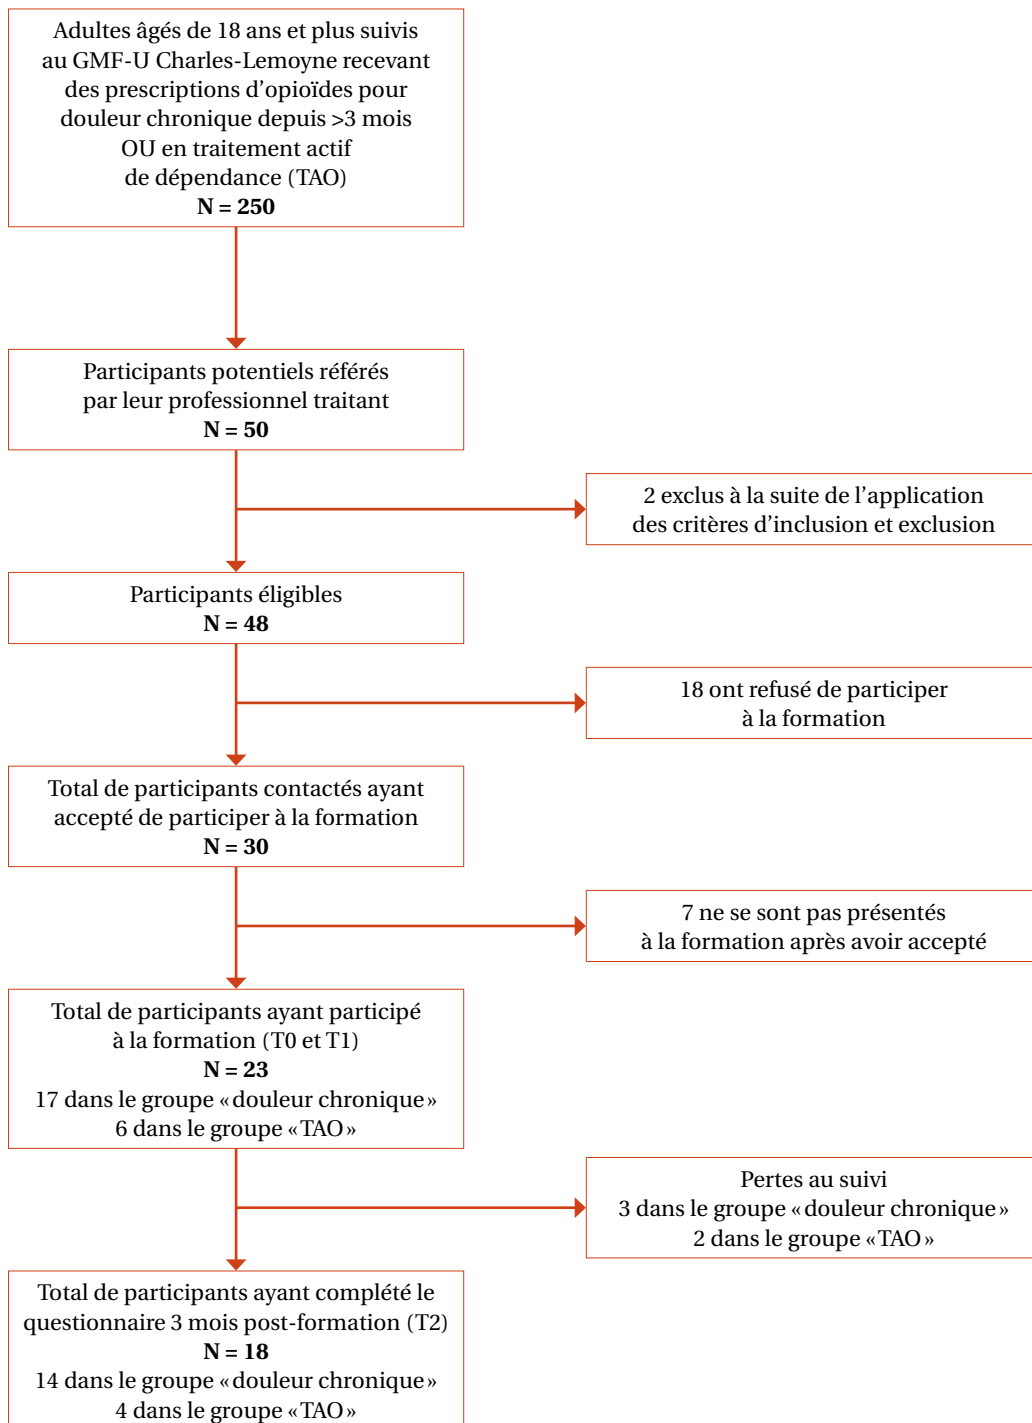 Adultes âgés de 18 ans et plus suivis
au GMF-U Charles-Lemoyne recevant
des prescriptions d’opioïdes pour
douleur chronique depuis >3 mois
OU en traitement actif
de dépendance (TAO)
N = 250
Participants potentiels référés
par leur professionnel traitant
N = 50
2 exclus à la suite de l’application
des critères d’inclusion et exclusion
Participants éligibles
N = 48
18 ont refusé de participer
à la formation
Total de participants contactés ayant
accepté de participer à la formation
N = 30
7 ne se sont pas présentés
à la formation après avoir accepté
Total de participants ayant participé
à la formation (T0 et T1)
N = 23
17 dans le groupe «douleur chronique»
6 dans le groupe «TAO»
Pertes au suivi
3 dans le groupe «douleur chronique»
2 dans le groupe «TAO»
Total de participants ayant complété le
questionnaire 3 mois post-formation (T2)
N = 18
14 dans le groupe «douleur chronique»
4 dans le groupe «TAO»